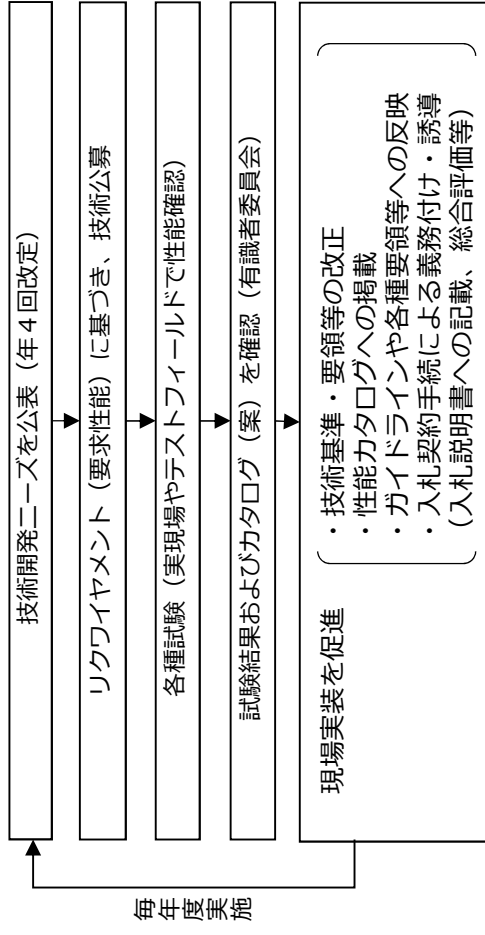 技術開発ニーズを公表（年４回改定）
リクワイヤメント（要求性能）に基づき、技術公募
各種試験（実現場やテストフィールドで性能確認）
試験結果およびカタログ（案）を確認（有識者委員会）
現場実装を促進
・技術基準・要領等の改正
・性能カタログへの掲載
・ガイドラインや各種要領等への反映
・入札契約手続による義務付け・誘導
（入札説明書への記載、総合評価等）
毎年度実施